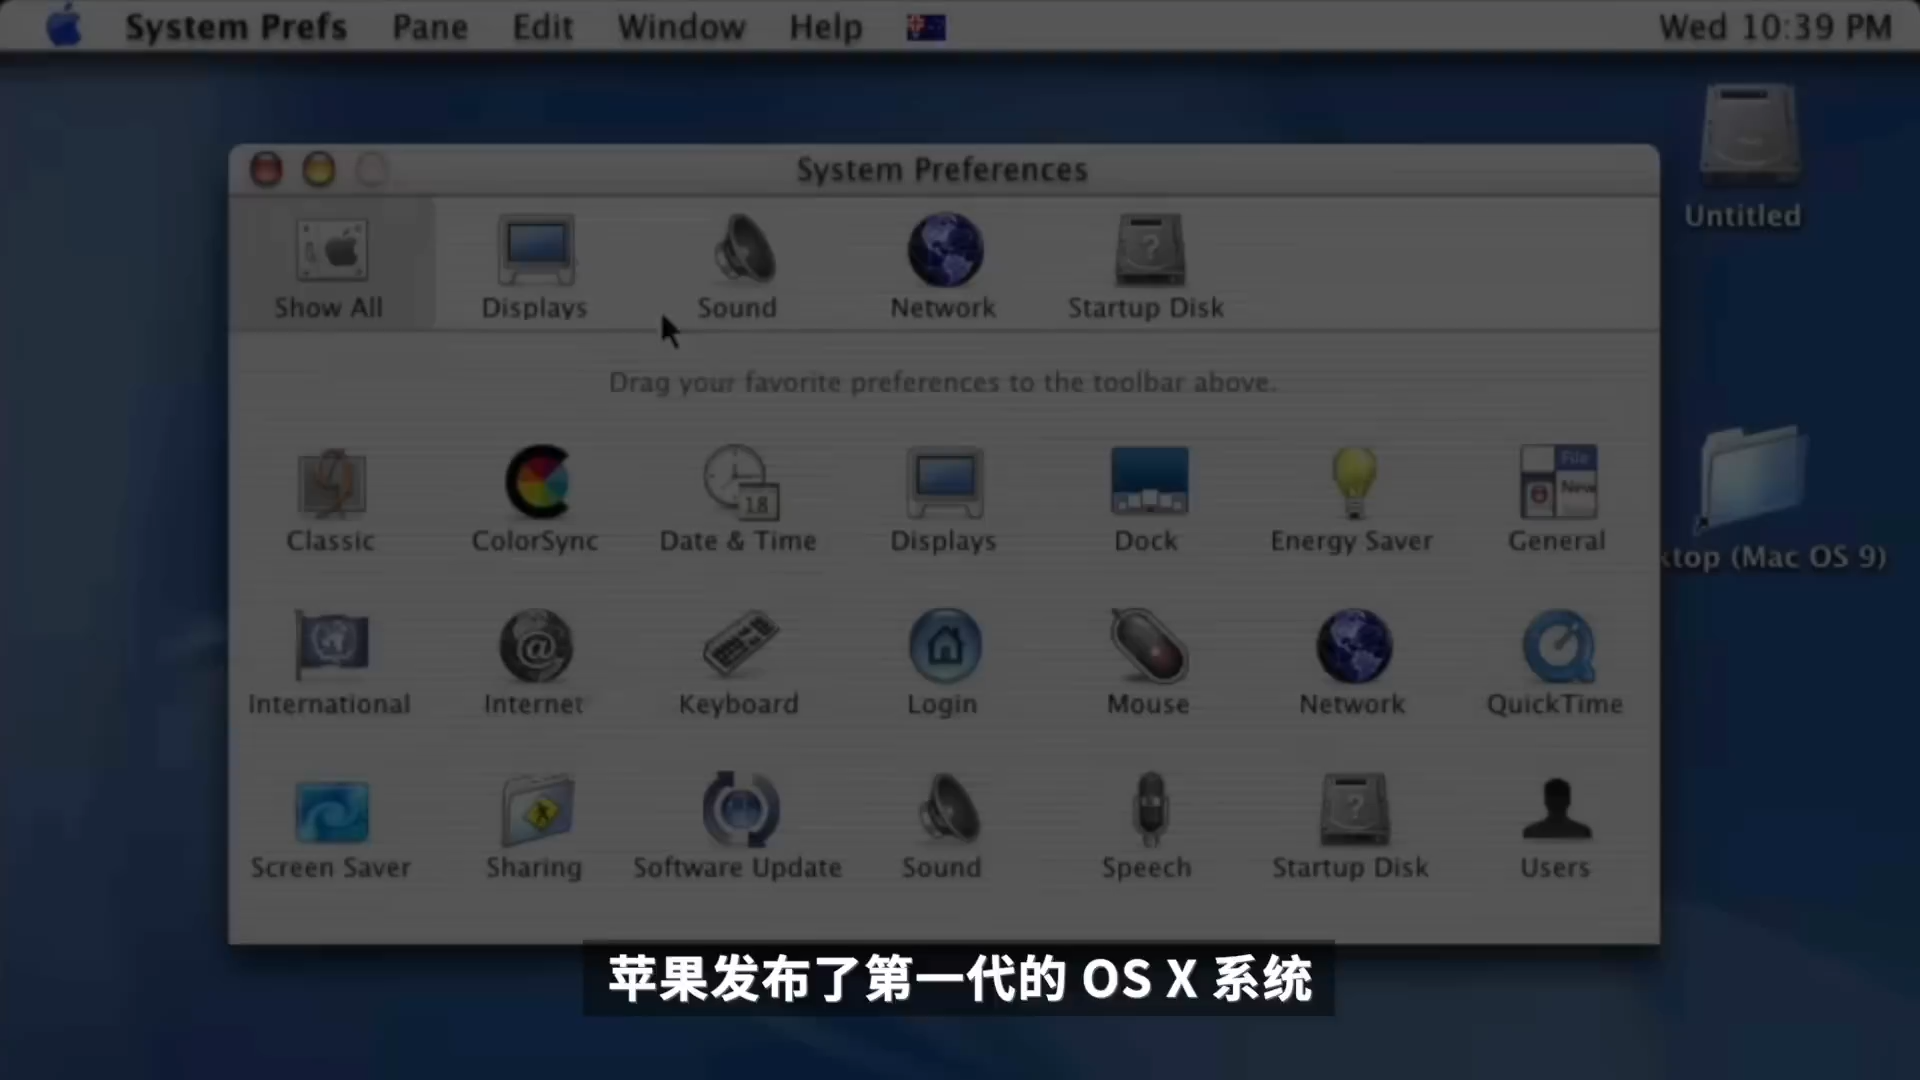 System Prefs Pane Edit Window Help Wed 10:39 PM
System Preferences
Untitled
Show All Displays Sound Network Startup Disk
Drag your favorite preferences to the toolbar above.
File
New
18
Classic ColorSync Date & Time Displays Dock Energy Saver General
ktop (Mac OS 9)
@
International Internet Keyboard Login Mouse Network QuickTime
Screen Saver Sharing Software Update Sound Speech Startup Disk Users
苹果发布了第一代的 OS X 系统